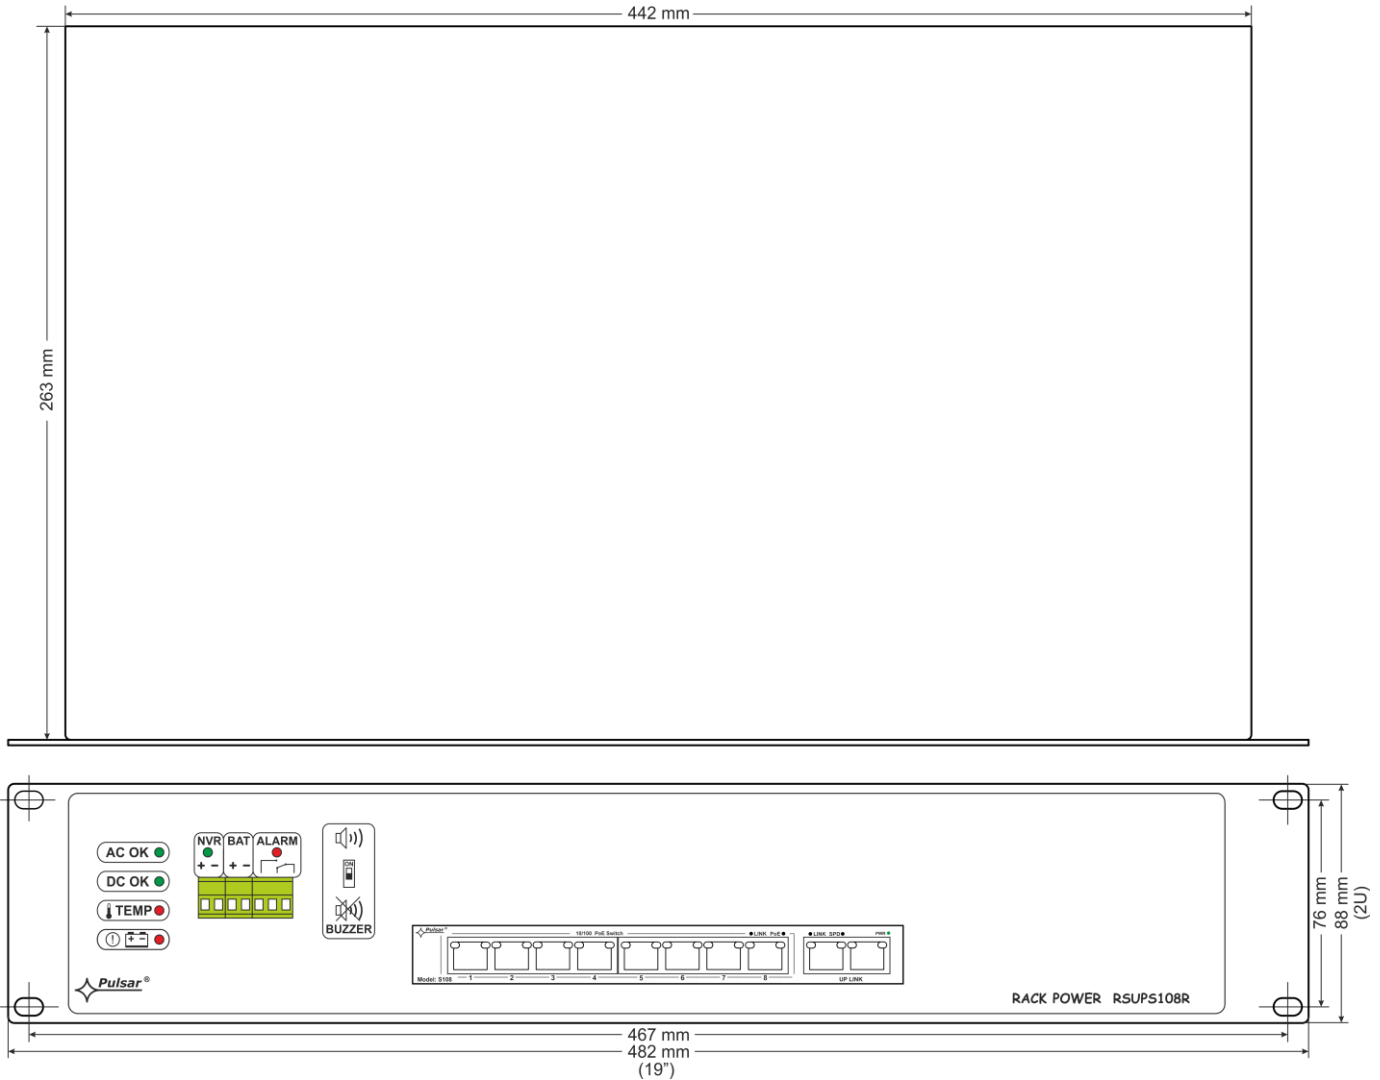 442 mm
263 mm
AC OK
DC OK
TEMP
NVR BAT ALARM
+ - + -
ON
BUZZER
+ -
Pulsar®
Pulsar®
10/100 PoE Switch
LINK PoE
LINK SPD
PWR
Model: S108
1 2 3 4 5 6 7 8
UP LINK
RACK POWER RSUPS108R
76 mm
88 mm
(2U)
467 mm
482 mm
(19")